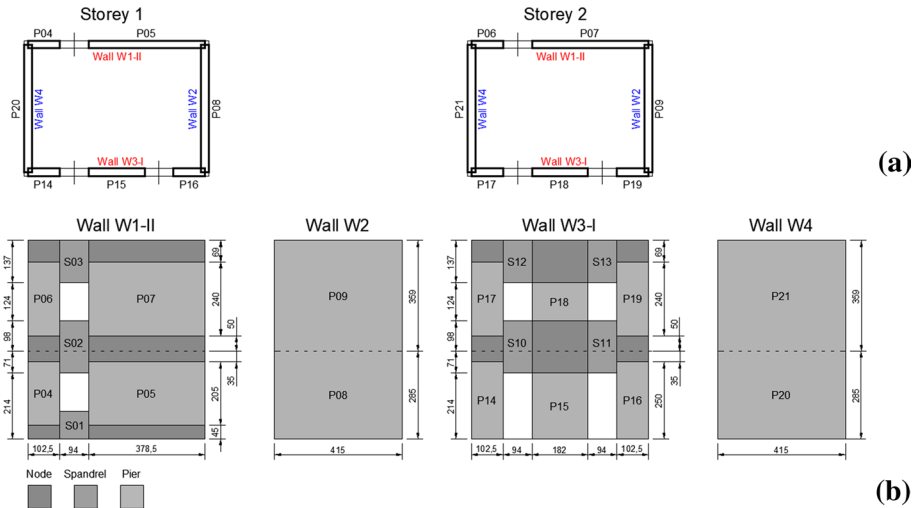 Storey 1
Storey 2
P04 P05
Wall W1-II
P20
Wall W4
Wall W2
P08
Wall W3-I
P14 P15 P16
P06 P07
Wall W1-II
P21
Wall W4
Wall W2
P09
Wall W3-I
P17 P18 P19
(a)
Wall W1-II
137
124
98
71
214
S03
P06
P07
S02
P04
P05
S01
69
240
50
35
205
45
102,5 94 378,5
Wall W2
P09
P08
359
285
415
Wall W3-I
137
124
98
71
214
S12
S13
P17
P18
P19
S10
S11
P14
P15
P16
69
240
50
35
250
102,5 94 182 94 102,5
Wall W4
P21
P20
359
285
415
Node Spandrel Pier
(b)